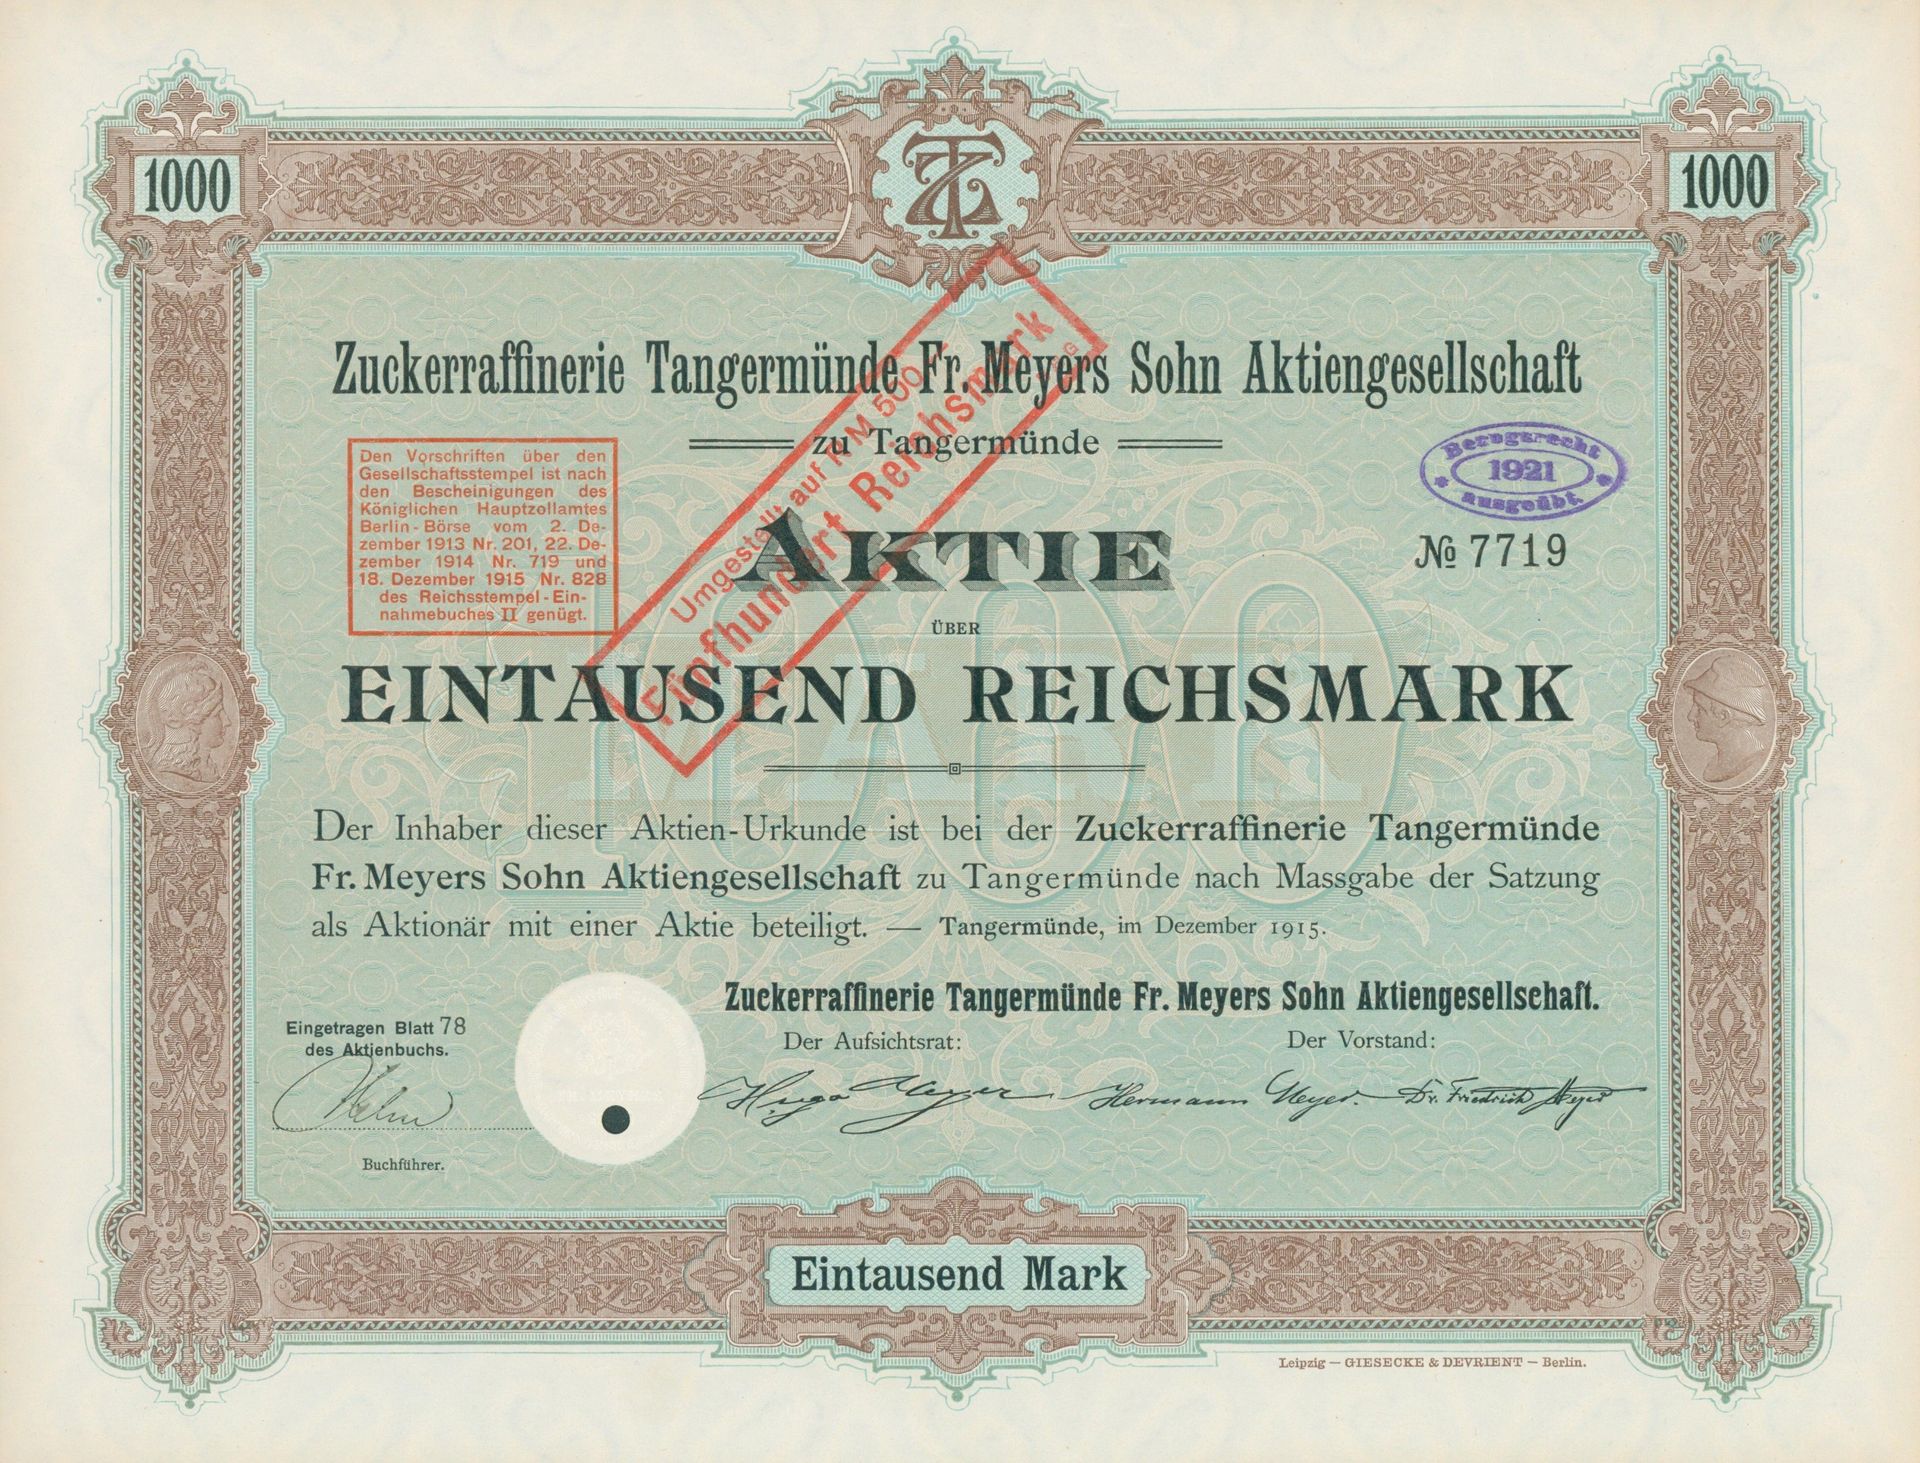 1000
TZ
1000
Zuckerraffinerie Tangermünde Fr. Meyers Sohn Aktiengesellschaft
zu Tangermünde
Den Vorschriften über den
Gesellschaftsstempel ist nach
den Bescheinigungen des
Königlichen Hauptzollamtes
Berlin-Börse vom 2. De-
zember 1913 Nr. 201, 22. De-
zember 1914 Nr. 719 und
18. Dezember 1915 Nr. 828
des Reichsstempel-Ein-
nahmebuches II genügt.
Umgestellt auf RM 500.-
Fünfhundert Reichsmark
Bezugsrecht
1921
ausgeübt.
AKTIE
№ 7719
ÜBER
EINTAUSEND REICHSMARK
1000
MARK
Der Inhaber dieser Aktien-Urkunde ist bei der Zuckerraffinerie Tangermünde
Fr. Meyers Sohn Aktiengesellschaft zu Tangermünde nach Massgabe der Satzung
als Aktionär mit einer Aktie beteiligt. — Tangermünde, im Dezember 1915.
Zuckerraffinerie Tangermünde Fr. Meyers Sohn Aktiengesellschaft.
Eingetragen Blatt 78
des Aktienbuchs.
Der Aufsichtsrat:
Der Vorstand:
Hugo Meyer
Hermann Meyer.
Dr. Friedrich Meyer
Buchführer.
Eintausend Mark
Leipzig — GIESECKE & DEVRIENT — Berlin.